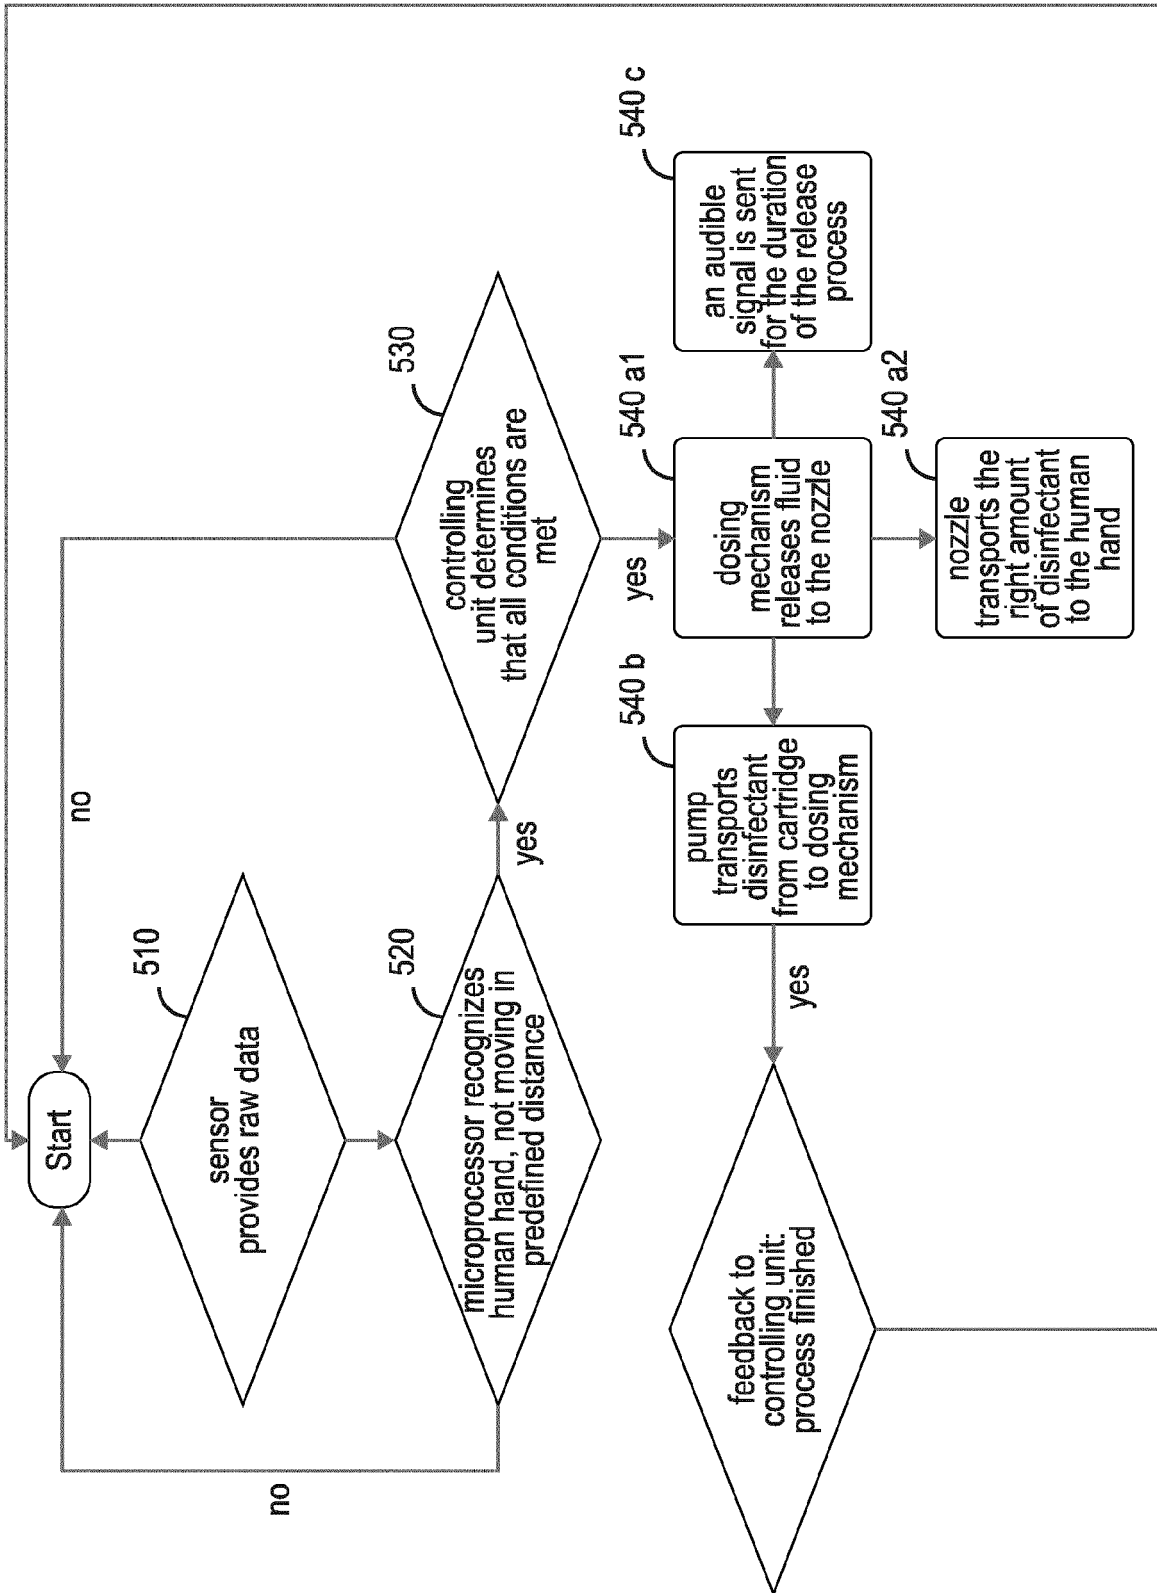 Start
no
510
sensor
provides raw data
no
520
microprocessor recognizes
human hand, not moving in
predefined distance
yes
530
controlling
unit determines
that all conditions are
met
yes
540 b
pump
transports
disinfectant
from cartridge
to dosing
mechanism
540 a1
dosing
mechanism
releases fluid
to the nozzle
540 c
an audible
signal is sent
for the duration
of the release
process
540 a2
nozzle
transports the
right amount
of disinfectant
to the human
hand
yes
feedback to
controlling unit:
process finished